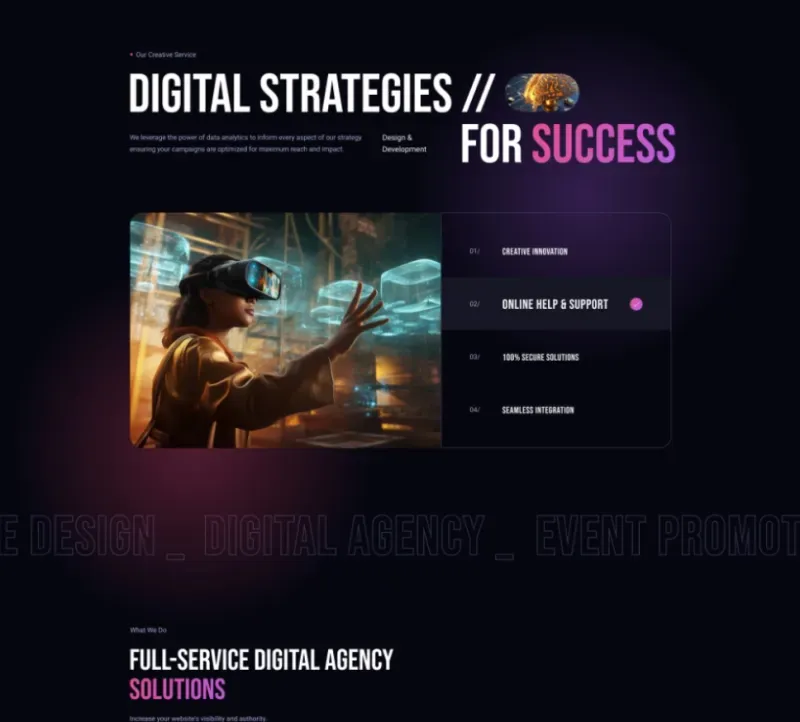 Our Creative Service
DIGITAL STRATEGIES //
We leverage the power of data analytics to inform every aspect of our strategy
ensuring your campaigns are optimized for maximum reach and impact.
Design &
Development
FOR SUCCESS
01/ CREATIVE INNOVATION
02/ ONLINE HELP & SUPPORT
03/ 100% SECURE SOLUTIONS
04/ SEAMLESS INTEGRATION
E DESIGN _ DIGITAL AGENCY _ EVENT PROMOT
What We Do
FULL-SERVICE DIGITAL AGENCY
SOLUTIONS
Increase your website's visibility and authority